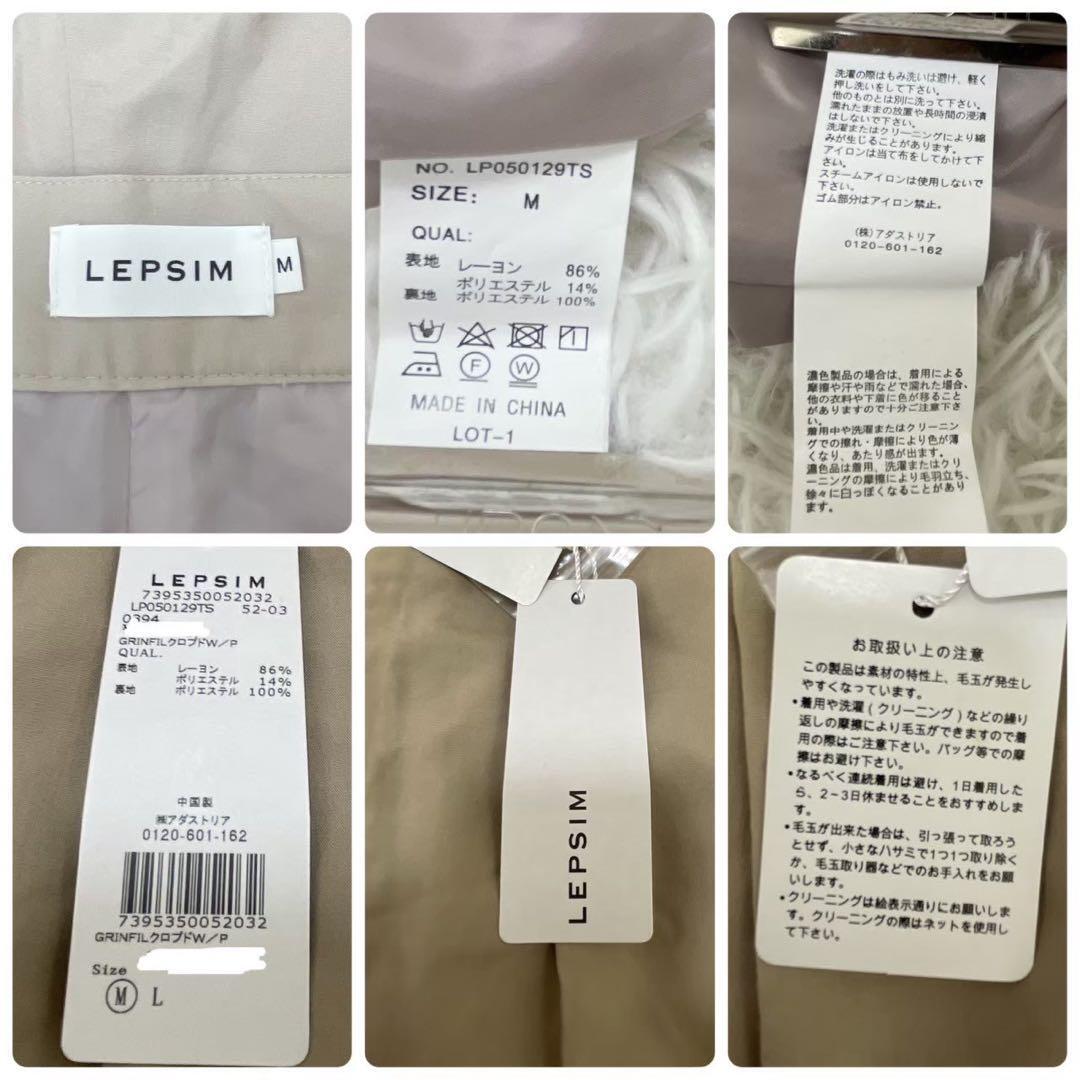 LEPSIM
M
NO. LP050129TS
SIZE: M
QUAL:
表地 レーヨン 86%
ポリエステル 14%
裏地 ポリエステル 100%
F
W
MADE IN CHINA
LOT-1
洗濯の際はもみ洗いは避け、軽く
押し洗いをして下さい。
他のものとは別に洗って下さい。
濡れたままの放置や長時間の浸漬
はしないで下さい。
洗濯またはクリーニングにより縮
みが生じることがあります。
アイロンは当て布をしてかけて下
さい。
スチームアイロンは使用しないで
下さい。
ゴム部分はアイロン禁止。
(株)アダストリア
0120-601-162
濃色製品の場合は、着用による
摩擦や汗や雨などで濡れた場合、
他の衣料や下着に色が移ること
がありますので十分ご注意下さ
い。
着用中や洗濯またはクリーニン
グでの擦れ・摩擦により色が薄
くなり、あたり感が出ます。
濃色品は着用、洗濯またはクリ
ーニングの摩擦により毛羽立ち、
徐々に白っぽくなることがあり
ます。
LEPSIM
7395350052032
LP050129TS 52-03
0394
GRINFILクロプドW/P
QUAL.
表地 レーヨン 86%
ポリエステル 14%
裏地 ポリエステル 100%
中国製
㈱アダストリア
0120-601-162
7395350052032
GRINFILクロプドW/P
Size
M L
LEPSIM
お取扱い上の注意
この製品は素材の特性上、毛玉が発生し
やすくなっています。
•着用や洗濯(クリーニング)などの繰り
返しの摩擦により毛玉ができますので着
用の際はご注意下さい。バッグ等での摩
擦はお避け下さい。
•なるべく連続着用は避け、1日着用した
ら、2~3日休ませることをおすすめしま
す。
•毛玉が出来た場合は、引っ張って取ろう
とせず、小さなハサミで1つ1つ取り除く
か、毛玉取り器などでのお手入れをお願
いします。
•クリーニングは絵表示通りにお願いしま
す。クリーニングの際はネットを使用し
て下さい。